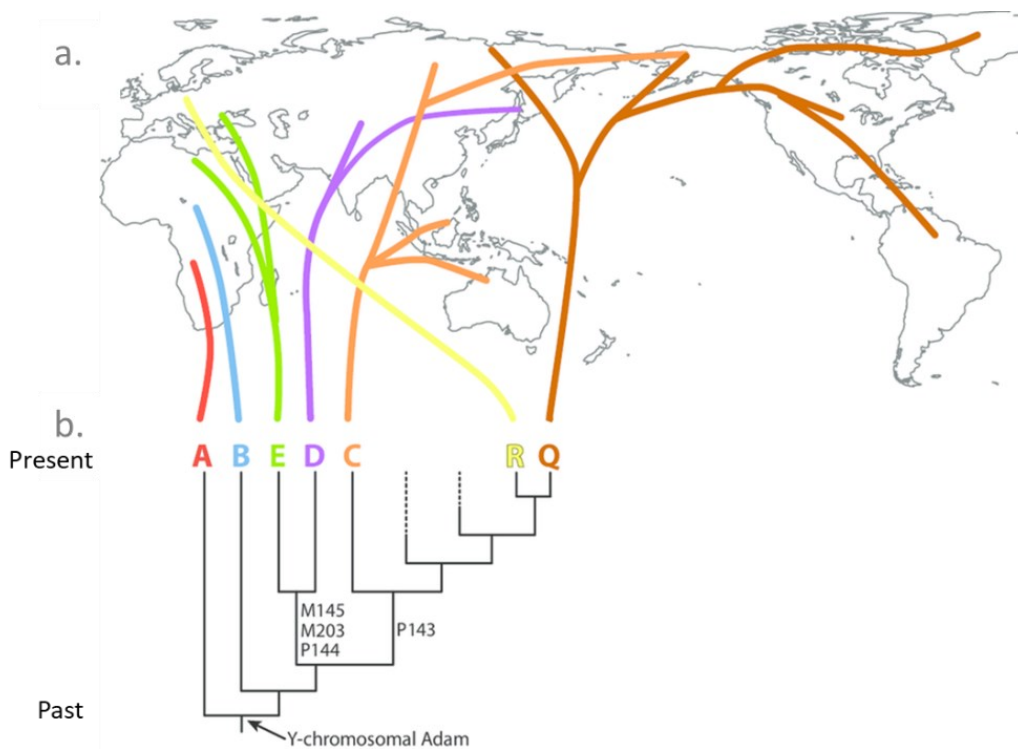 a.
b.
Present
A B E D C R Q
M145
M203
P144
P143
Past
Y-chromosomal Adam